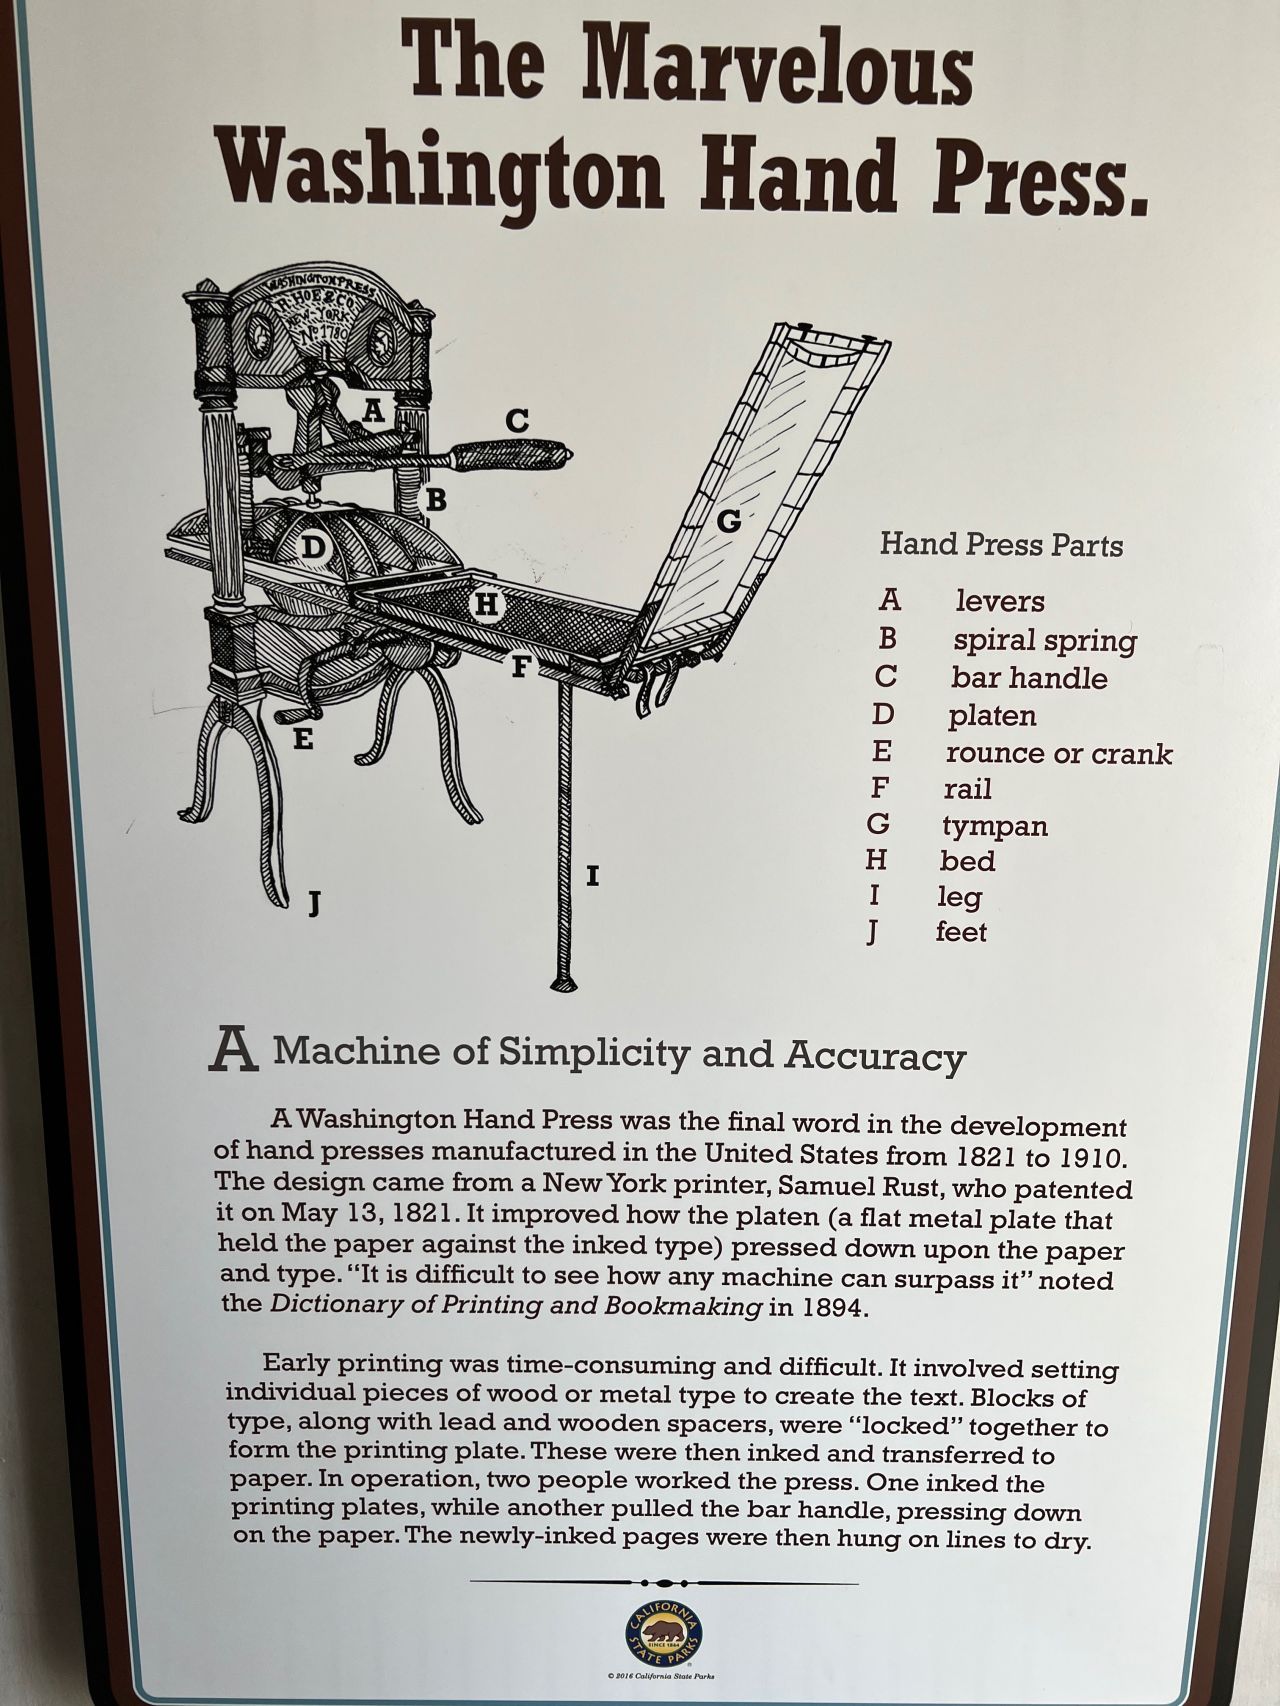 The Marvelous
Washington Hand Press.
WASHINGTON PRESS
R. HOE & CO.
NEW-YORK
No 1780
A
C
B
D
G
H
F
E
I
J
Hand Press Parts
A levers
B spiral spring
C bar handle
D platen
E rounce or crank
F rail
G tympan
H bed
I leg
J feet
A Machine of Simplicity and Accuracy
A Washington Hand Press was the final word in the development
of hand presses manufactured in the United States from 1821 to 1910.
The design came from a New York printer, Samuel Rust, who patented
it on May 13, 1821. It improved how the platen (a flat metal plate that
held the paper against the inked type) pressed down upon the paper
and type. “It is difficult to see how any machine can surpass it” noted
the Dictionary of Printing and Bookmaking in 1894.
Early printing was time-consuming and difficult. It involved setting
individual pieces of wood or metal type to create the text. Blocks of
type, along with lead and wooden spacers, were “locked” together to
form the printing plate. These were then inked and transferred to
paper. In operation, two people worked the press. One inked the
printing plates, while another pulled the bar handle, pressing down
on the paper. The newly-inked pages were then hung on lines to dry.
CALIFORNIA
SINCE 1864
STATE PARKS
© 2016 California State Parks